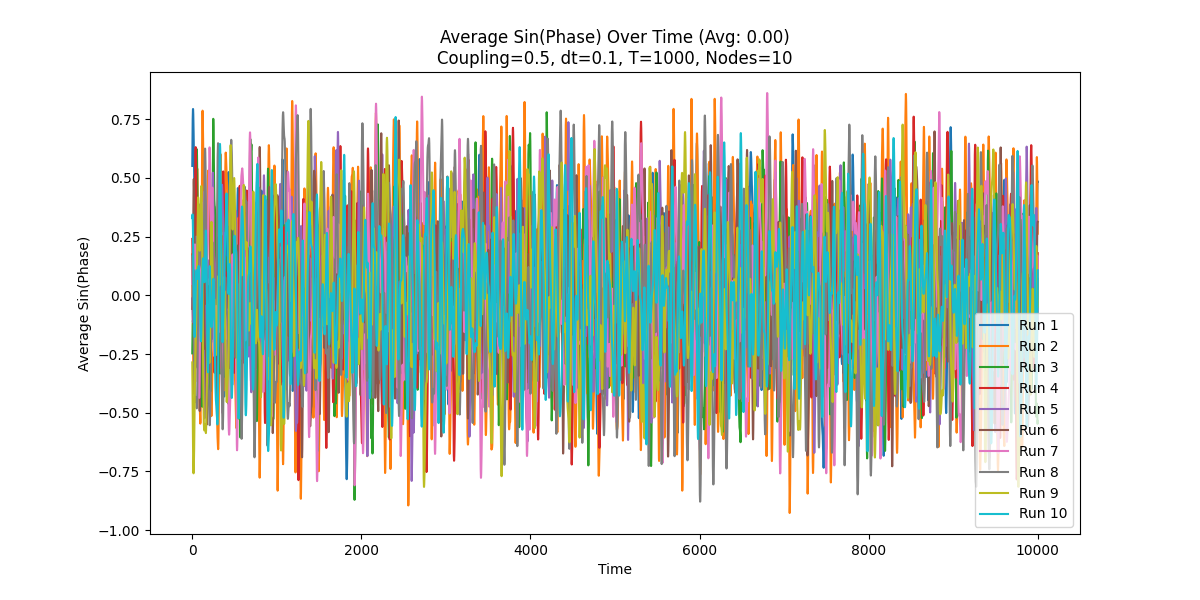 Average Sin(Phase) Over Time (Avg: 0.00)
Coupling=0.5, dt=0.1, T=1000, Nodes=10
Average Sin(Phase)
0.75
0.50
0.25
0.00
−0.25
−0.50
−0.75
−1.00
0
2000
4000
6000
8000
10000
Time
Run 1
Run 2
Run 3
Run 4
Run 5
Run 6
Run 7
Run 8
Run 9
Run 10